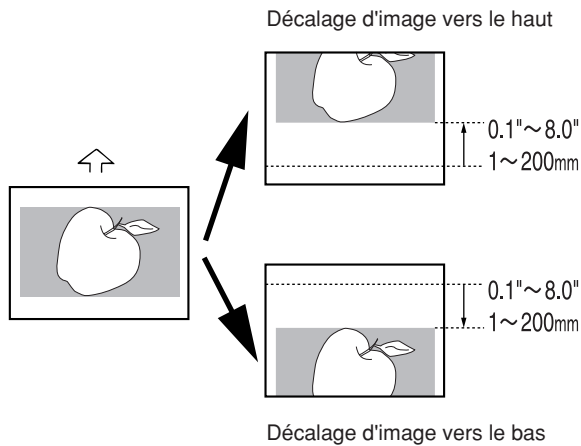 Décalage d'image vers le haut
0.1"~8.0"
1~200mm
0.1"~8.0"
1~200mm
Décalage d'image vers le bas